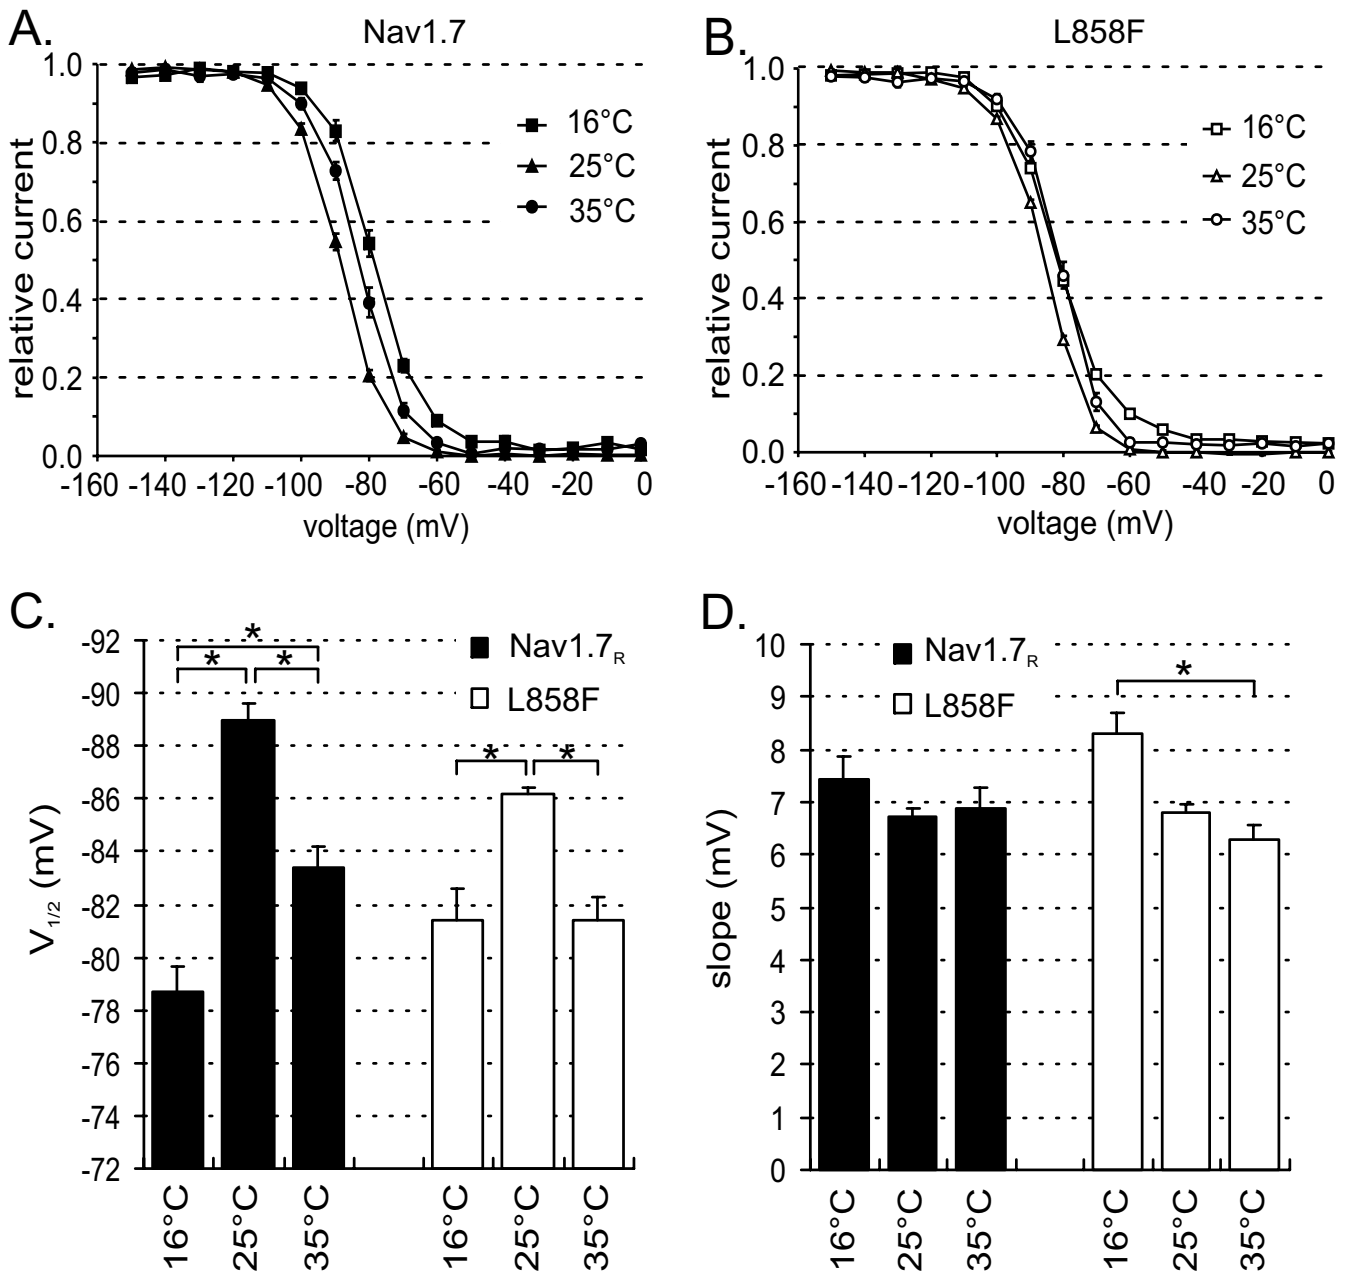 A.
Nav1.7
relative current
1.0
0.8
0.6
0.4
0.2
0.0
16°C
25°C
35°C
-160 -140 -120 -100 -80 -60 -40 -20 0
voltage (mV)
B.
L858F
relative current
1.0
0.8
0.6
0.4
0.2
0.0
16°C
25°C
35°C
-160 -140 -120 -100 -80 -60 -40 -20 0
voltage (mV)
C.
V1/2 (mV)
-92
-90
-88
-86
-84
-82
-80
-78
-76
-74
-72
* * *
* *
Nav1.7R
L858F
16°C 25°C 35°C 16°C 25°C 35°C
D.
slope (mV)
10
9
8
7
6
5
4
3
2
1
0
Nav1.7R
L858F
*
16°C 25°C 35°C 16°C 25°C 35°C